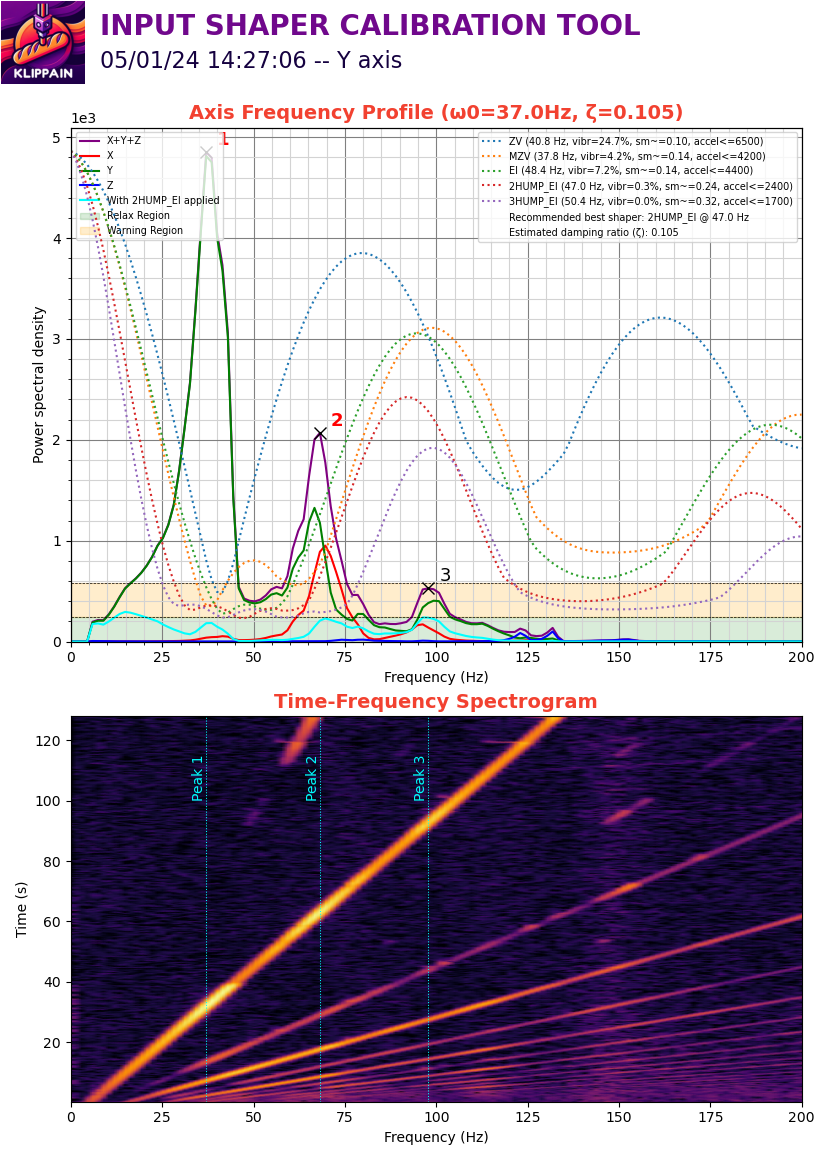 INPUT SHAPER CALIBRATION TOOL
05/01/24 14:27:06 -- Y axis
KLIPPAIN
Axis Frequency Profile (ω0=37.0Hz, ζ=0.105)
1e3
X+Y+Z
X
Y
Z
With 2HUMP_EI applied
Relax Region
Warning Region
ZV (40.8 Hz, vibr=24.7%, sm~=0.10, accel<=6500)
MZV (37.8 Hz, vibr=4.2%, sm~=0.14, accel<=4200)
EI (48.4 Hz, vibr=7.2%, sm~=0.14, accel<=4400)
2HUMP_EI (47.0 Hz, vibr=0.3%, sm~=0.24, accel<=2400)
3HUMP_EI (50.4 Hz, vibr=0.0%, sm~=0.32, accel<=1700)
Recommended best shaper: 2HUMP_EI @ 47.0 Hz
Estimated damping ratio (ζ): 0.105
1
2
3
Power spectral density
5
4
3
2
1
0
0 25 50 75 100 125 150 175 200
Frequency (Hz)
Time-Frequency Spectrogram
Peak 1
Peak 2
Peak 3
Time (s)
120
100
80
60
40
20
0 25 50 75 100 125 150 175 200
Frequency (Hz)